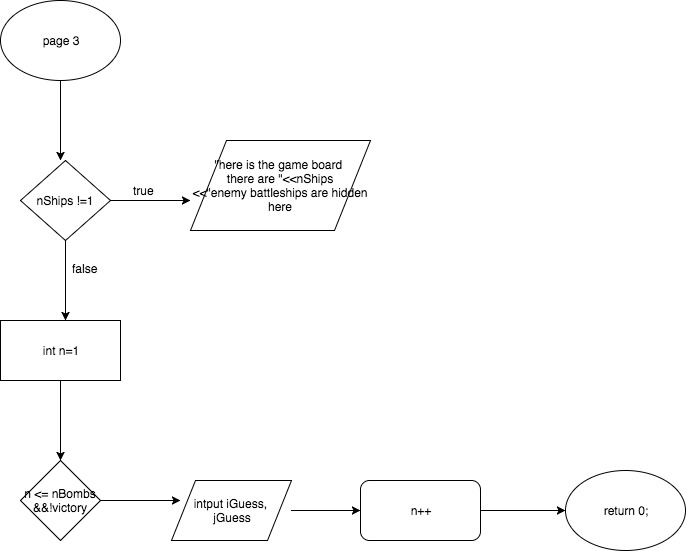 page 3
"here is the game board
there are "<<nShips
<<"enemy battleships are hidden
here
nShips !=1
true
false
int n=1
n <= nBombs
&&!victory
intput iGuess,
jGuess
n++
return 0;